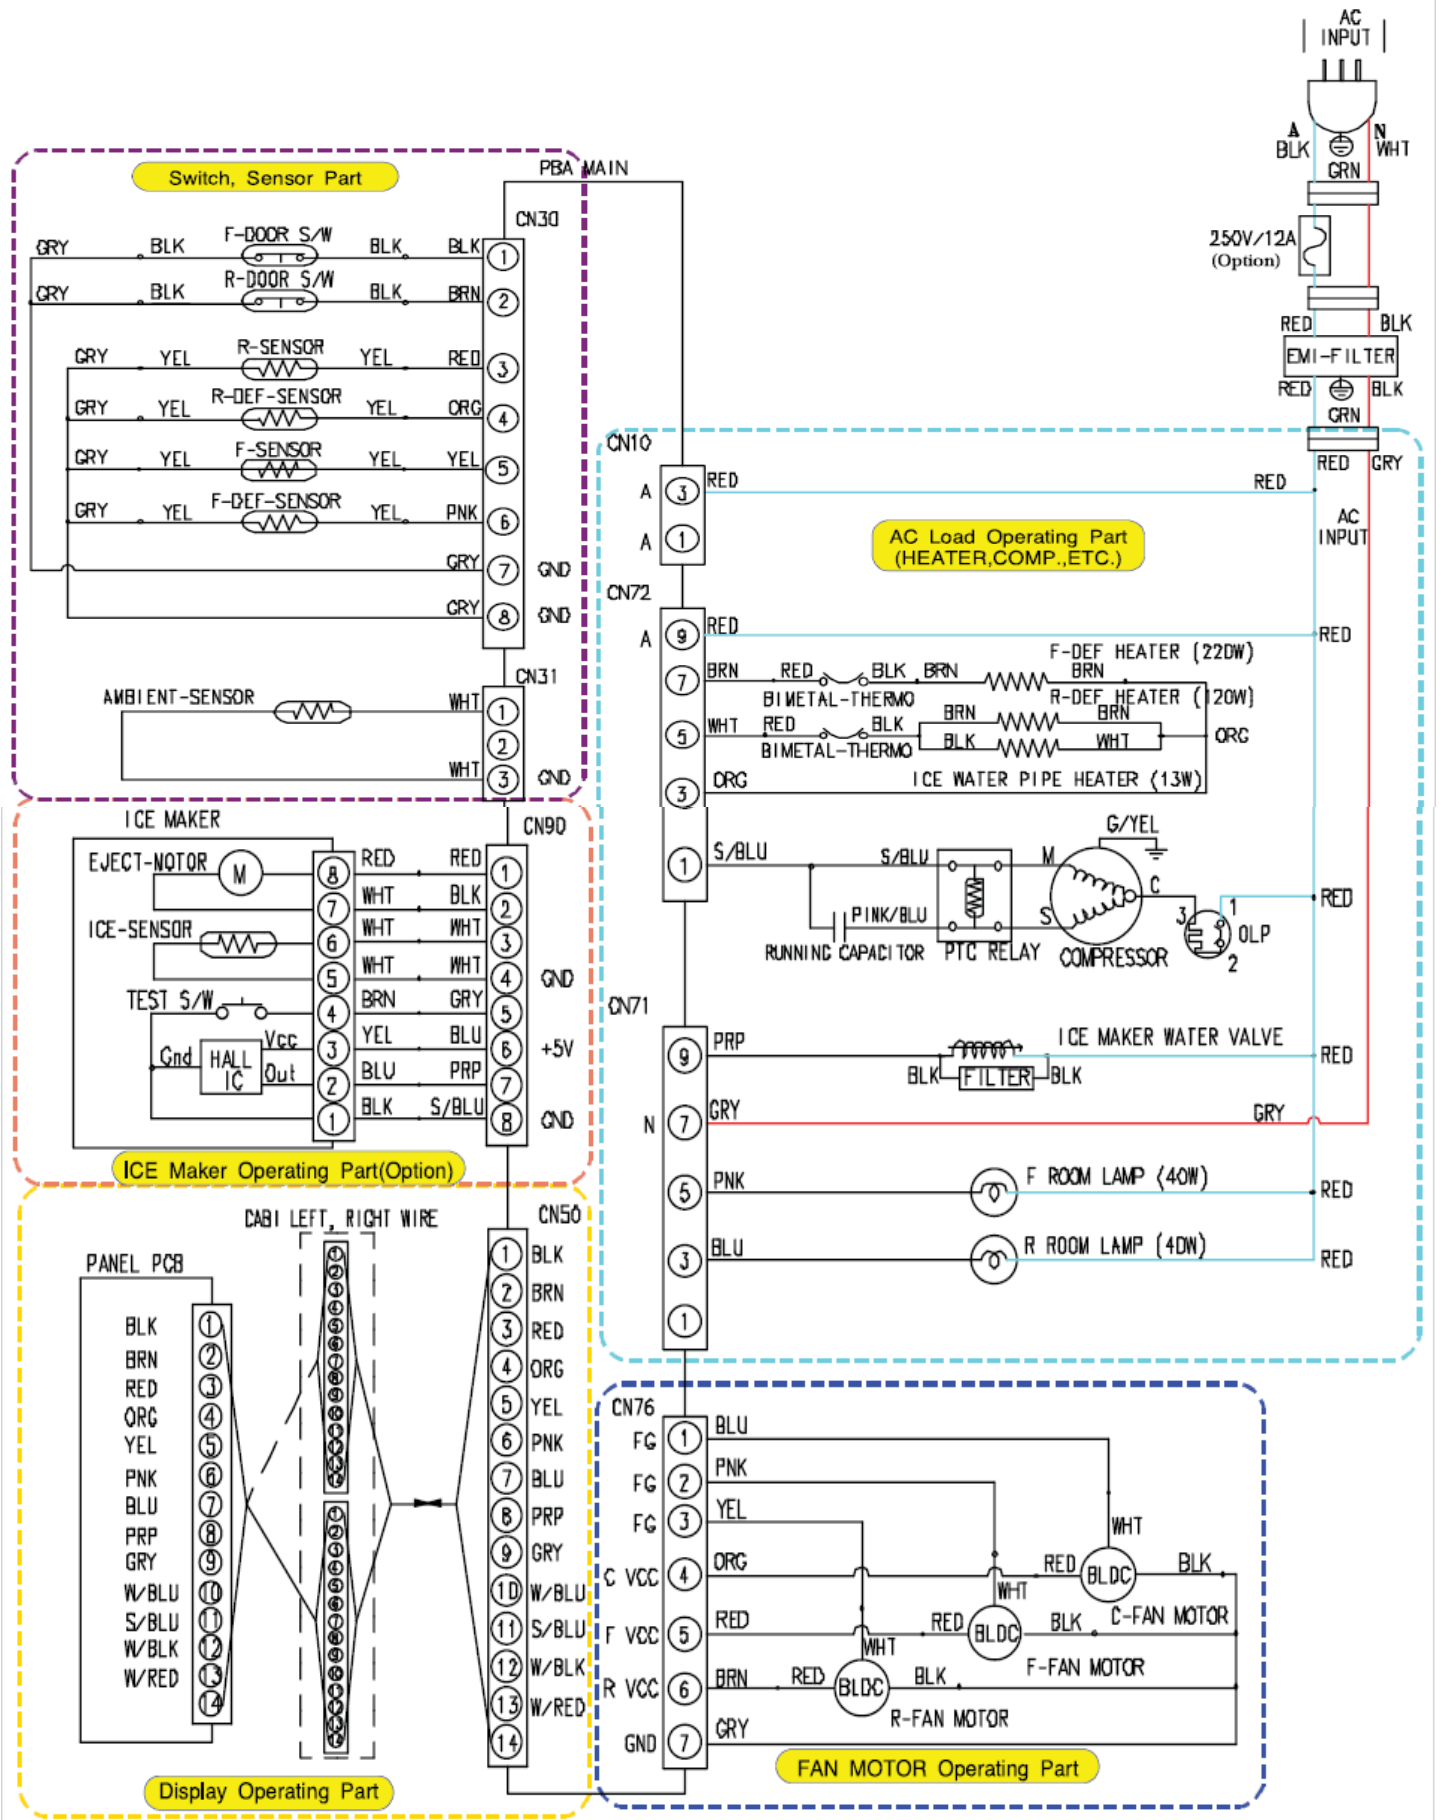 AC
INPUT
A
N
BLK
WHT
GRN
250V/12A
(Option)
RED
BLK
EMI-FILTER
RED
BLK
GRN
RED
GRY
AC
INPUT
Switch, Sensor Part
PBA MAIN
CN30
GRY BLK F-DOOR S/W BLK BLK 1
GRY BLK R-DOOR S/W BLK BRN 2
GRY YEL R-SENSOR YEL RED 3
GRY YEL R-DEF-SENSOR YEL ORG 4
GRY YEL F-SENSOR YEL YEL 5
GRY YEL F-DEF-SENSOR YEL PNK 6
GRY 7 GND
GRY 8 GND
CN31
AMBIENT-SENSOR WHT 1
2
WHT 3 GND
ICE MAKER
CN90
EJECT-NOTOR M 8 RED RED 1
7 WHT BLK 2
ICE-SENSOR 6 WHT WHT 3
5 WHT WHT 4 GND
TEST S/W 4 BRN GRY 5
Gnd HALL IC Vcc 3 YEL BLU 6 +5V
Out 2 BLU PRP 7
1 BLK S/BLU 8 GND
ICE Maker Operating Part(Option)
CABI LEFT, RIGHT WIRE
CN50
PANEL PCB
BLK 1
BRN 2
RED 3
ORG 4
YEL 5
PNK 6
BLU 7
PRP 8
GRY 9
W/BLU 10
S/BLU 11
W/BLK 12
W/RED 13
14
1 BLK
2 BRN
3 RED
4 ORG
5 YEL
6 PNK
7 BLU
8 PRP
9 GRY
10 W/BLU
11 S/BLU
12 W/BLK
13 W/RED
14
Display Operating Part
CN10
A 3 RED RED
A 1
AC Load Operating Part
(HEATER,COMP.,ETC.)
CN72
A 9 RED RED
F-DEF HEATER (220W)
7 BRN RED BLK BRN BRN
BIMETAL-THERMO
R-DEF HEATER (120W)
5 WHT RED BLK BRN BRN ORG
BIMETAL-THERMO BLK WHT
3 ORG ICE WATER PIPE HEATER (13W)
G/YEL
1 S/BLU S/BLU M C 1 RED
PINK/BLU S 3 OLP
RUNNING CAPACITOR PTC RELAY COMPRESSOR 2
CN71
9 PRP ICE MAKER WATER VALVE RED
BLK FILTER BLK
N 7 GRY GRY
5 PNK F ROOM LAMP (40W) RED
3 BLU R ROOM LAMP (40W) RED
1
CN76
FG 1 BLU
FG 2 PNK
FG 3 YEL
WHT
C VCC 4 ORG RED BLDC BLK
WHT C-FAN MOTOR
F VCC 5 RED RED BLDC BLK
WHT F-FAN MOTOR
R VCC 6 BRN RED BLDC BLK
R-FAN MOTOR
GND 7 GRY
FAN MOTOR Operating Part